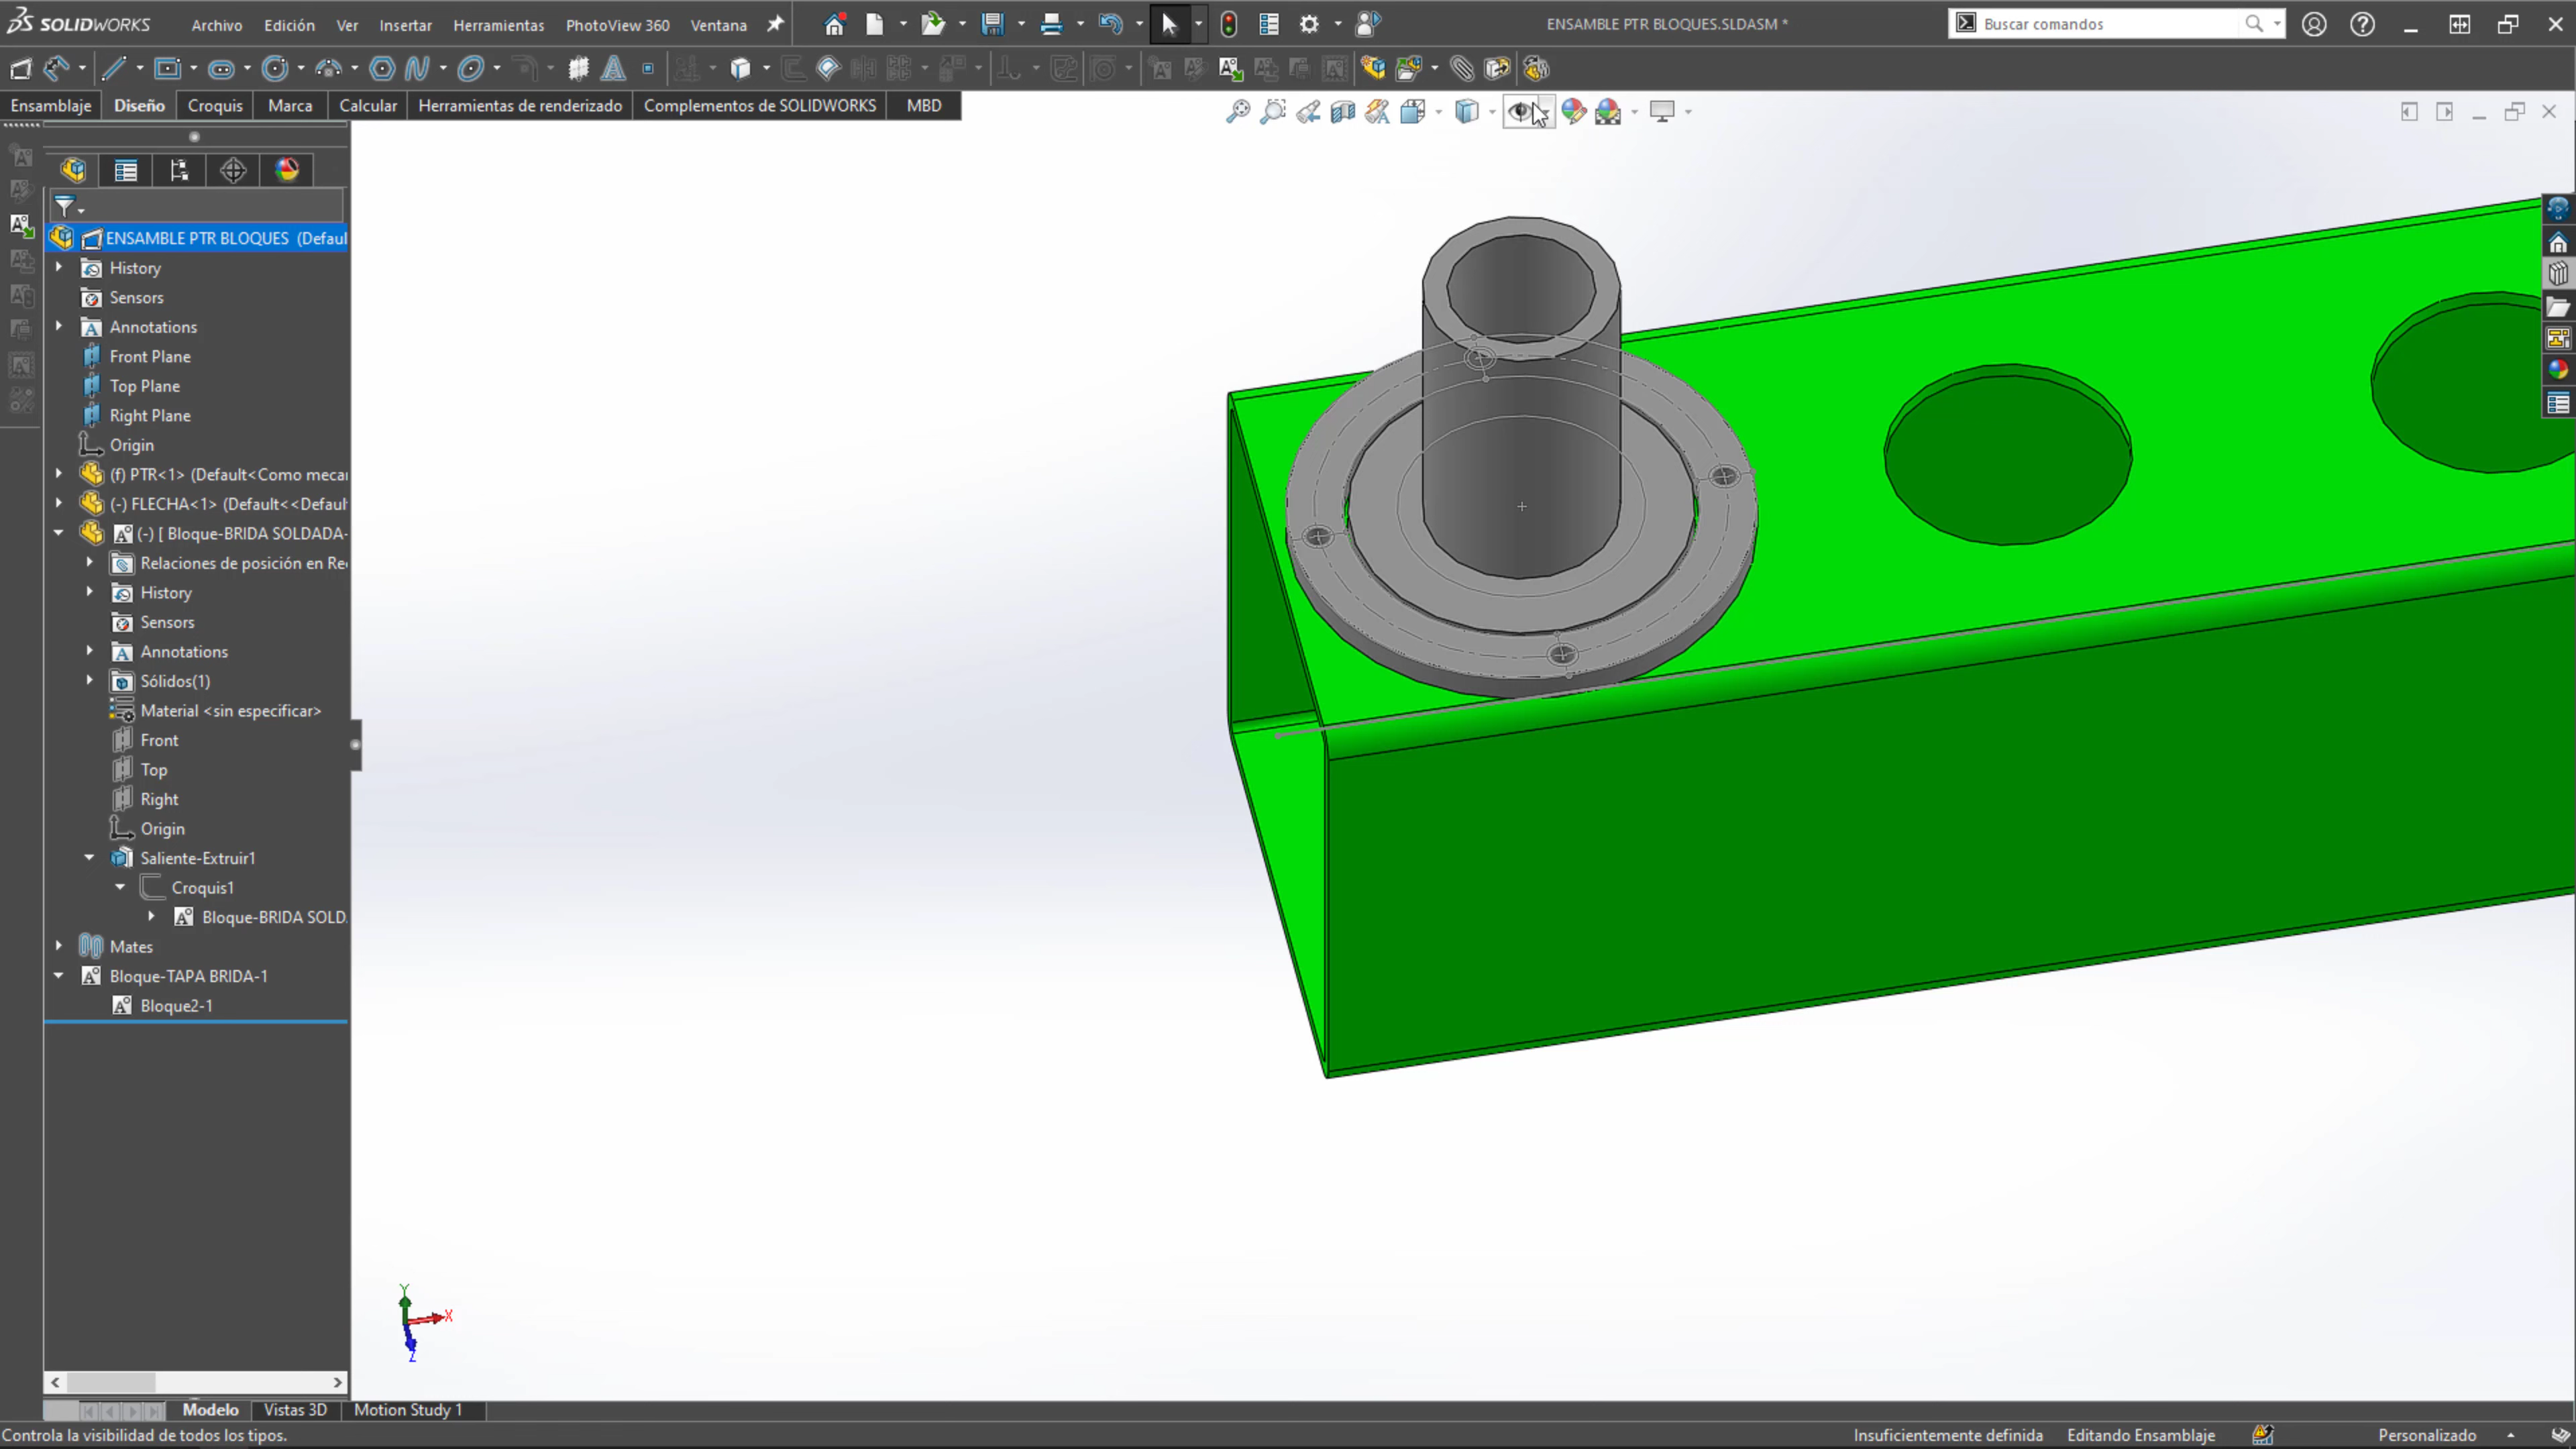 SOLIDWORKS Archivo Edición Ver Insertar Herramientas PhotoView 360 Ventana ENSAMBLE PTR BLOQUES.SLDASM * Buscar comandos
Ensamblaje Diseño Croquis Marca Calcular Herramientas de renderizado Complementos de SOLIDWORKS MBD
ENSAMBLE PTR BLOQUES (Defaul
History
Sensors
Annotations
Front Plane
Top Plane
Right Plane
Origin
(f) PTR<1> (Default<Como mecar
(-) FLECHA<1> (Default<<Defaul
(-) [ Bloque-BRIDA SOLDADA-
Relaciones de posición en Re
History
Sensors
Annotations
Sólidos(1)
Material <sin especificar>
Front
Top
Right
Origin
Saliente-Extruir1
Croquis1
Bloque-BRIDA SOLD.
Mates
Bloque-TAPA BRIDA-1
Bloque2-1
Y
X
Z
Modelo Vistas 3D Motion Study 1
Controla la visibilidad de todos los tipos. Insuficientemente definida Editando Ensamblaje Personalizado